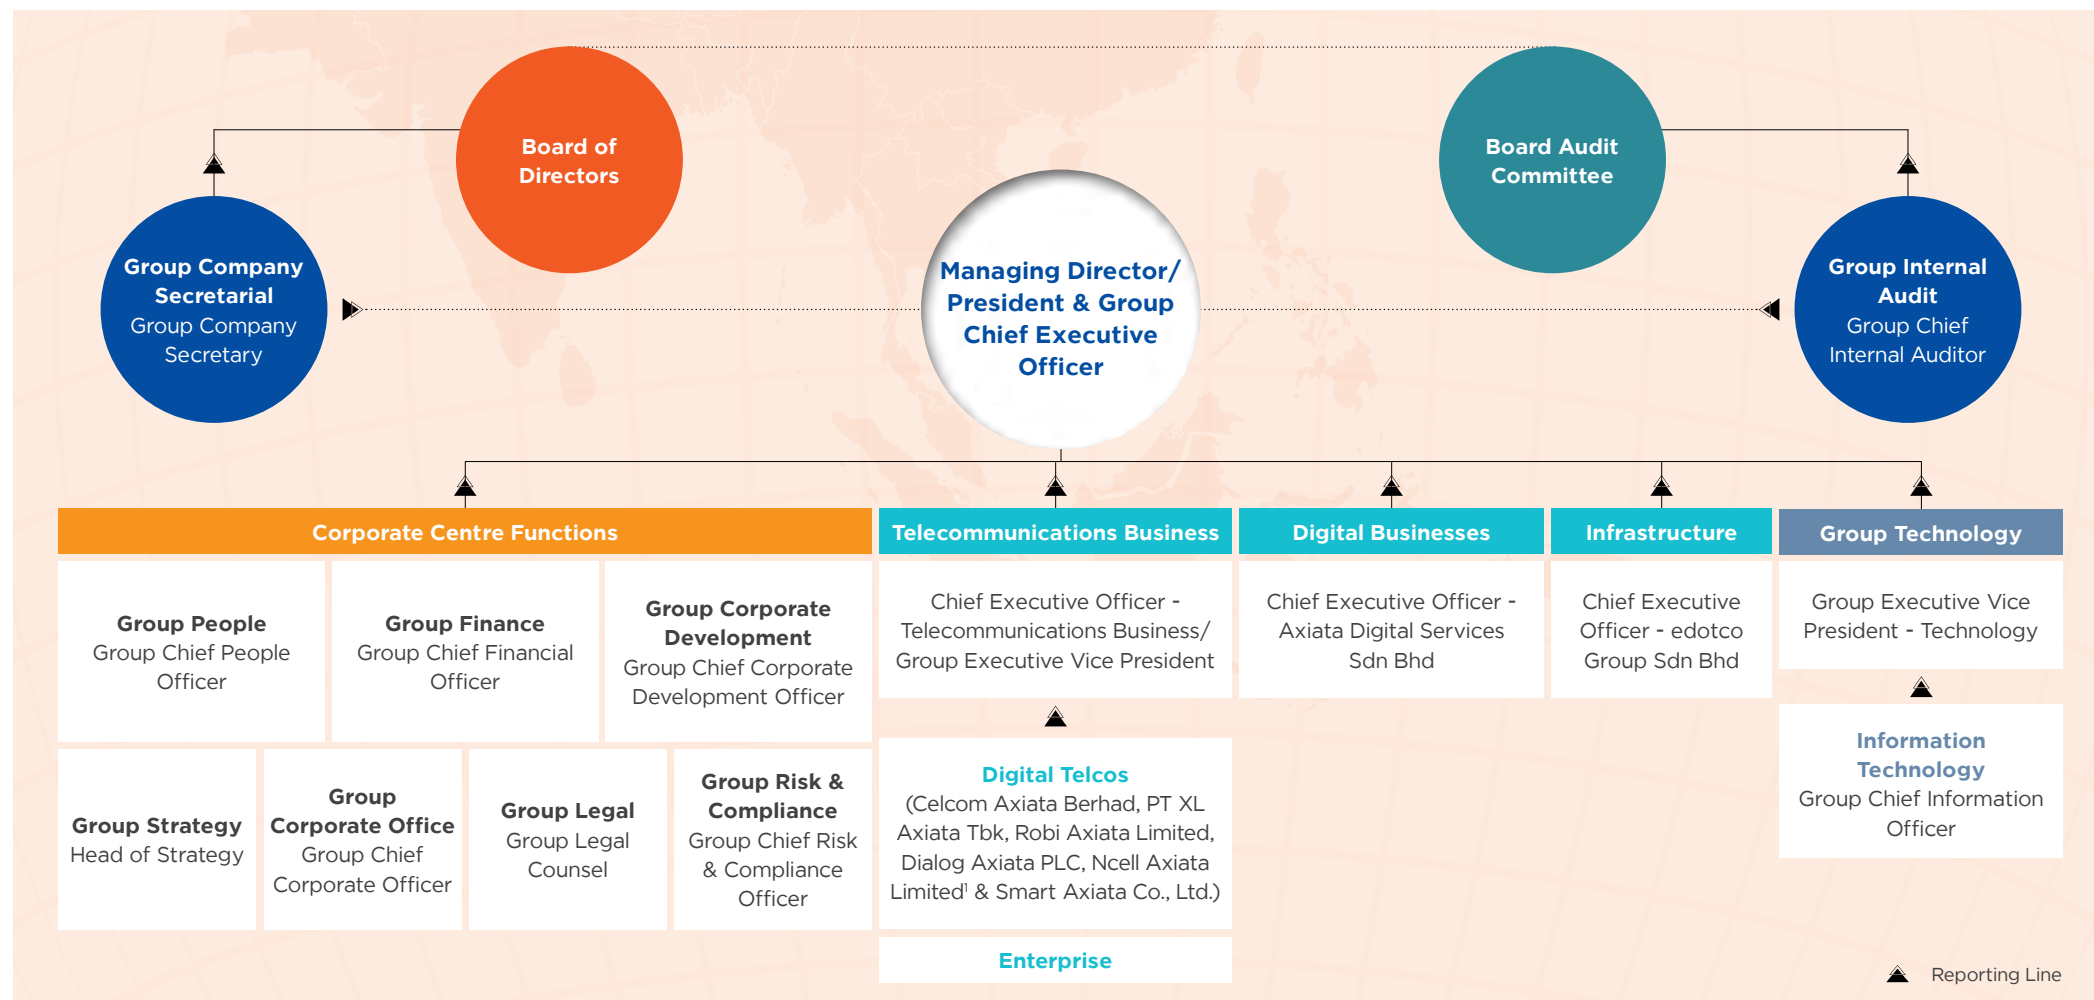 Board of
Directors
Board Audit
Committee
Group Company
Secretarial
Group Company
Secretary
Managing Director/
President & Group
Chief Executive
Officer
Group Internal
Audit
Group Chief
Internal Auditor
Corporate Centre Functions
Group People
Group Chief People
Officer
Group Finance
Group Chief Financial
Officer
Group Corporate
Development
Group Chief Corporate
Development Officer
Group Strategy
Head of Strategy
Group
Corporate Office
Group Chief
Corporate Officer
Group Legal
Group Legal
Counsel
Group Risk &
Compliance
Group Chief Risk
& Compliance
Officer
Telecommunications Business
Chief Executive Officer -
Telecommunications Business/
Group Executive Vice President
Digital Telcos
(Celcom Axiata Berhad, PT XL
Axiata Tbk, Robi Axiata Limited,
Dialog Axiata PLC, Ncell Axiata
Limited¹ & Smart Axiata Co., Ltd.)
Enterprise
Digital Businesses
Chief Executive Officer -
Axiata Digital Services
Sdn Bhd
Infrastructure
Chief Executive
Officer - edotco
Group Sdn Bhd
Group Technology
Group Executive Vice
President - Technology
Information
Technology
Group Chief Information
Officer
Reporting Line